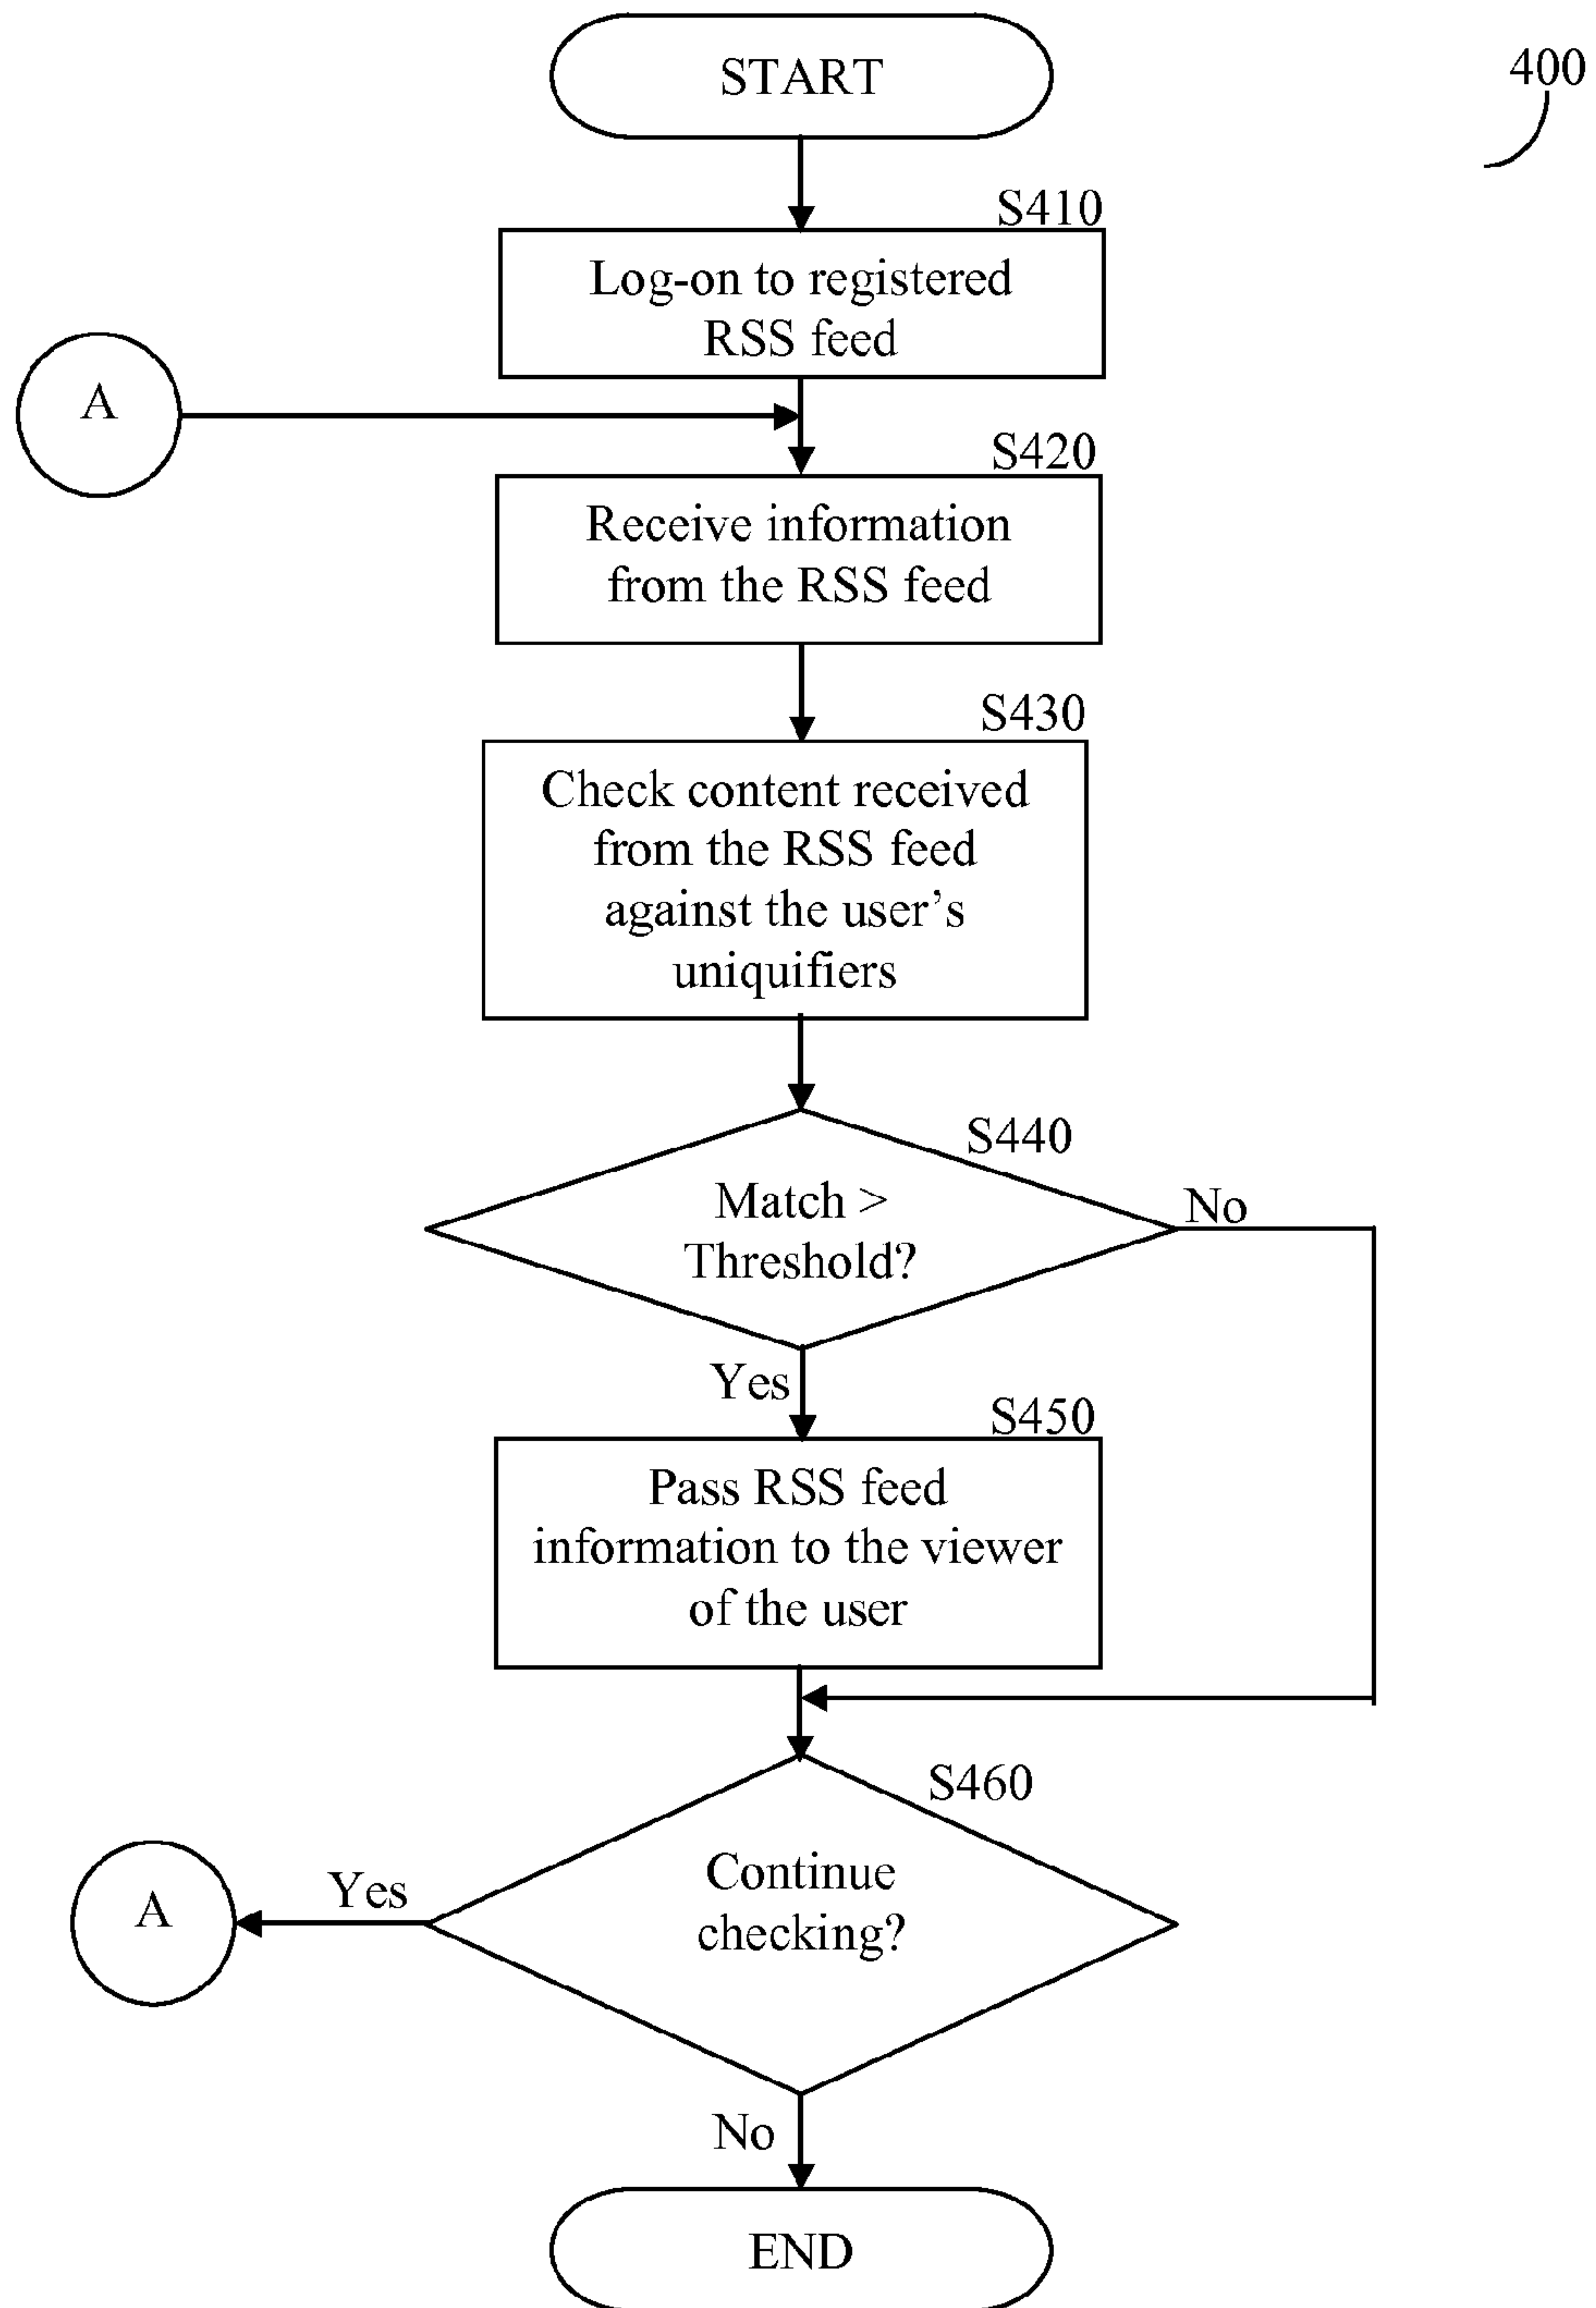 START
400
S410
Log-on to registered
RSS feed
A
S420
Receive information
from the RSS feed
S430
Check content received
from the RSS feed
against the user’s
uniquifiers
S440
Match >
Threshold?
No
Yes
S450
Pass RSS feed
information to the viewer
of the user
S460
Continue
checking?
Yes
A
No
END